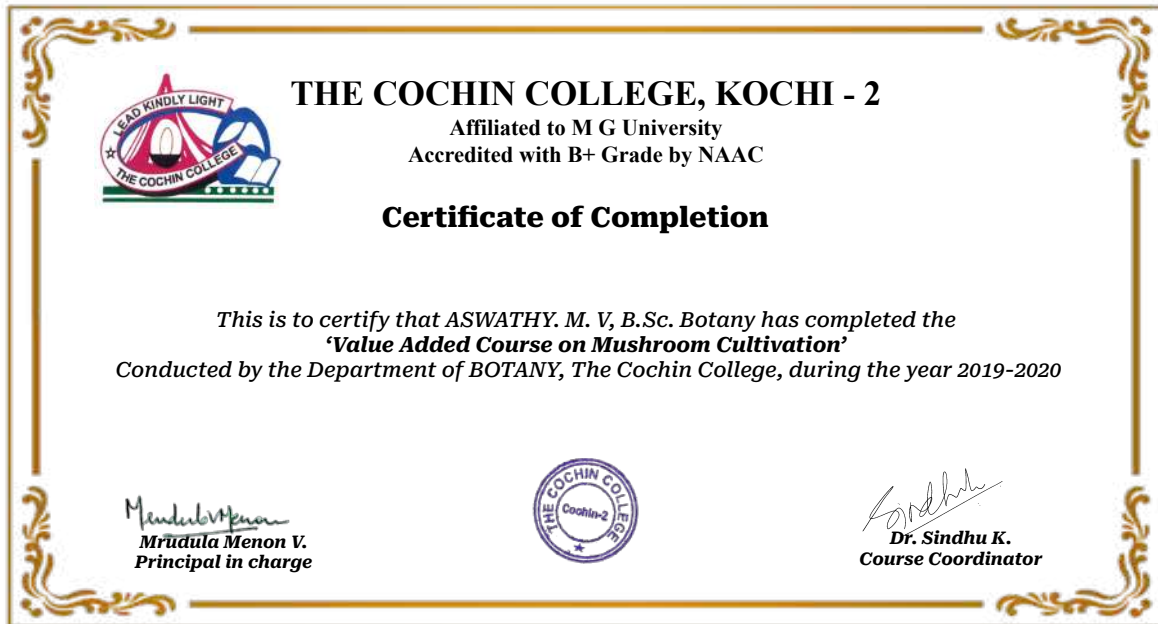 LEAD KINDLY LIGHT
THE COCHIN COLLEGE
THE COCHIN COLLEGE, KOCHI - 2
Affiliated to M G University
Accredited with B+ Grade by NAAC
Certificate of Completion
This is to certify that ASWATHY. M. V, B.Sc. Botany has completed the
‘Value Added Course on Mushroom Cultivation’
Conducted by the Department of BOTANY, The Cochin College, during the year 2019-2020
THE COCHIN COLLEGE
Cochin-2
Mrudula Menon V.
Principal in charge
Sindhu
Dr. Sindhu K.
Course Coordinator